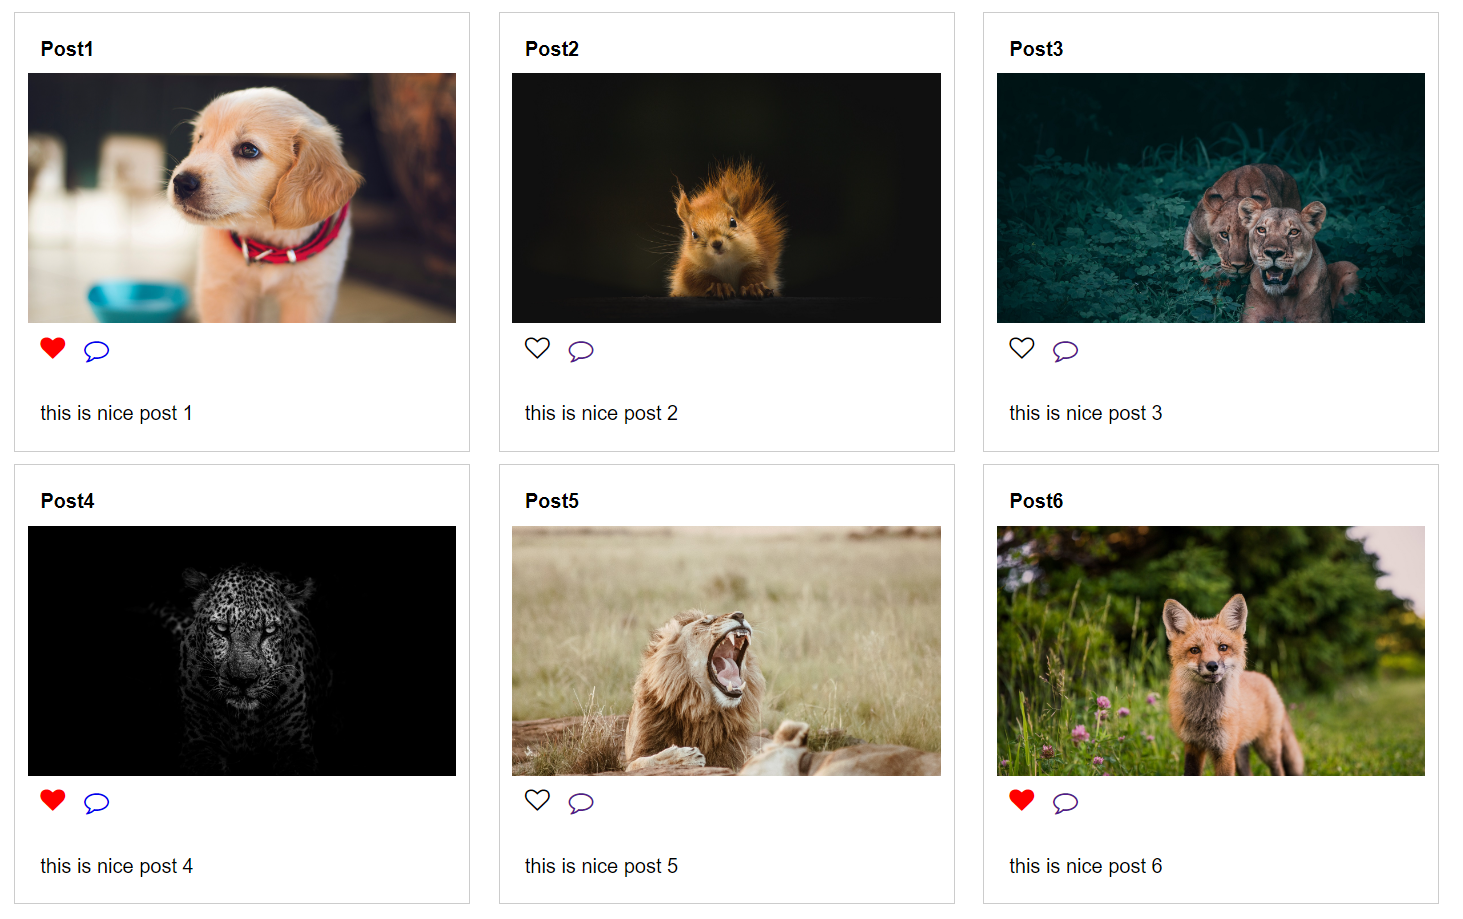 Post1
this is nice post 1
Post2
this is nice post 2
Post3
this is nice post 3
Post4
this is nice post 4
Post5
this is nice post 5
Post6
this is nice post 6